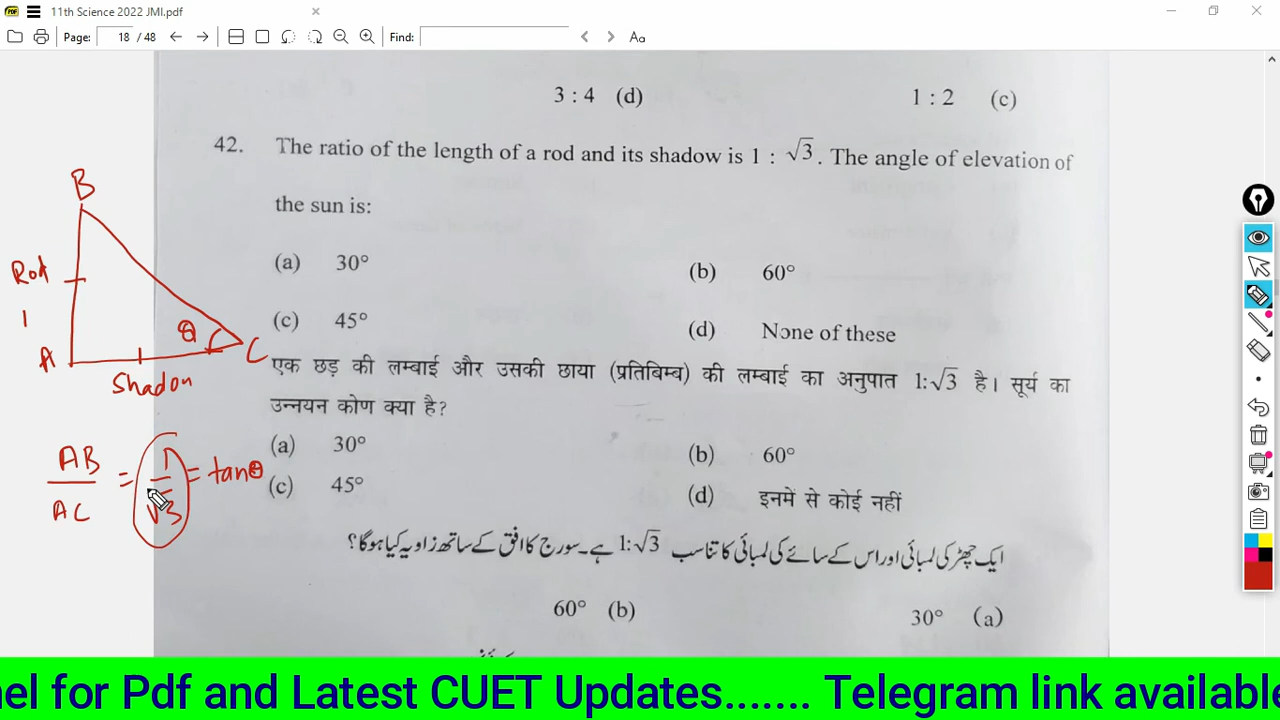 11th Science 2022 JMI.pdf
Page: 18 / 48 Find: Aa
3 : 4 (d) 1 : 2 (c)
42. The ratio of the length of a rod and its shadow is 1 : √3. The angle of elevation of
the sun is:
(a) 30° (b) 60°
(c) 45° (d) None of these
एक छड़ की लम्बाई और उसकी छाया (प्रतिबिम्ब) की लम्बाई का अनुपात 1:√3 है। सूर्य का
उन्नयन कोण क्या है?
(a) 30° (b) 60°
(c) 45° (d) इनमें से कोई नहीं
ایک چھڑ کی لمبائی اور اس کے سائے کی لمبائی کا تناسب 1:√3 ہے۔ سورج کا افق کے ساتھ زاویہ کیا ہوگا؟
60° (b) 30° (a)
B
Rod
1
A
θ
C
Shadow
AB/AC = 1/√3 = tanθ
nel for Pdf and Latest CUET Updates....... Telegram link available